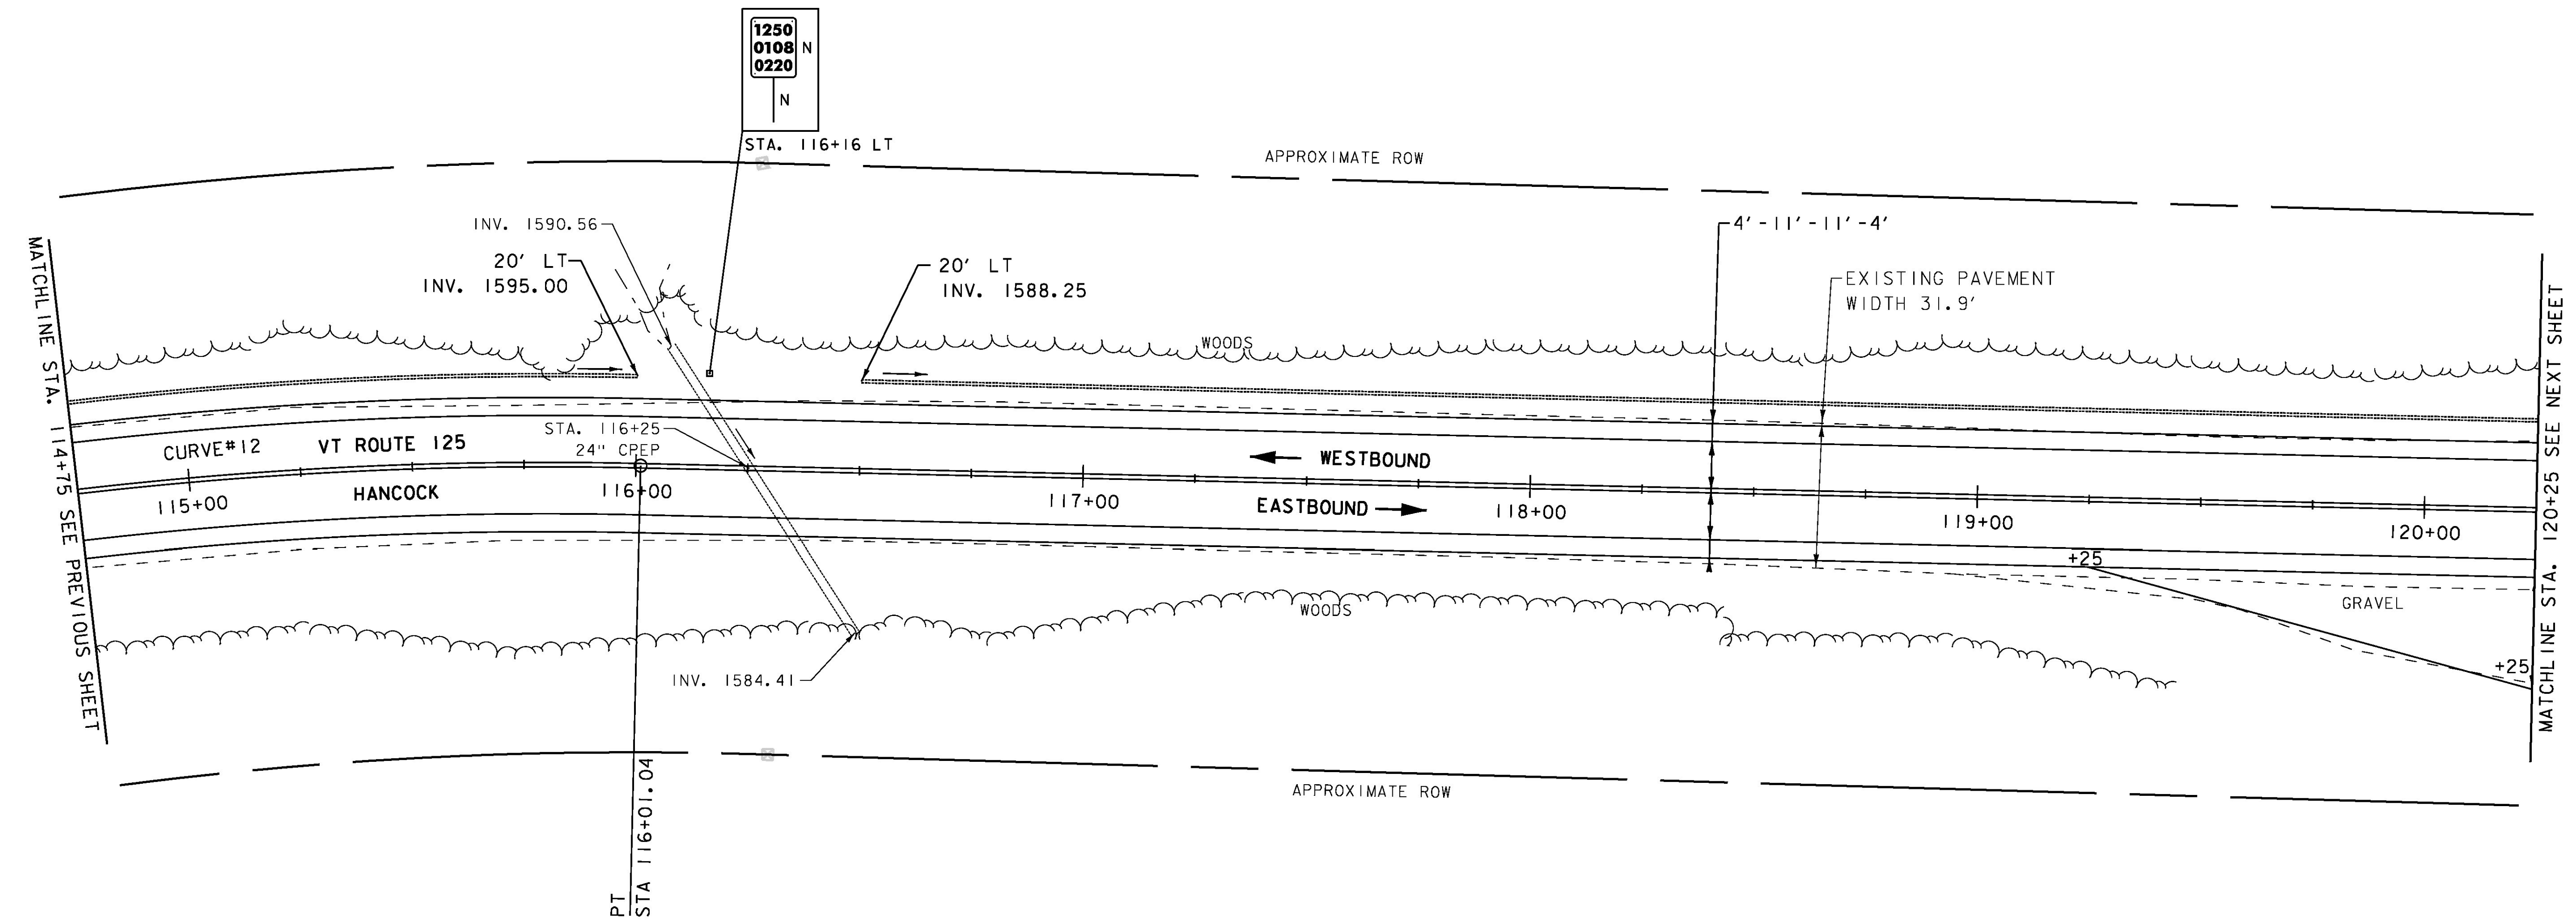 1250
0108 N
0220
N
STA. 116+16 LT
APPROXIMATE ROW
INV. 1590.56
20' LT
INV. 1595.00
20' LT
INV. 1588.25
4'-11'-11'-4'
EXISTING PAVEMENT
WIDTH 31.9'
MATCHLINE STA. 114+75 SEE PREVIOUS SHEET
WOODS
MATCHLINE STA. 120+25 SEE NEXT SHEET
STA. 116+25
24" CPEP
CURVE#12
VT ROUTE 125
WESTBOUND
HANCOCK
EASTBOUND
115+00
116+00
117+00
118+00
119+00
120+00
+25
GRAVEL
WOODS
+25
INV. 1584.41
APPROXIMATE ROW
PT
STA 116+01.04